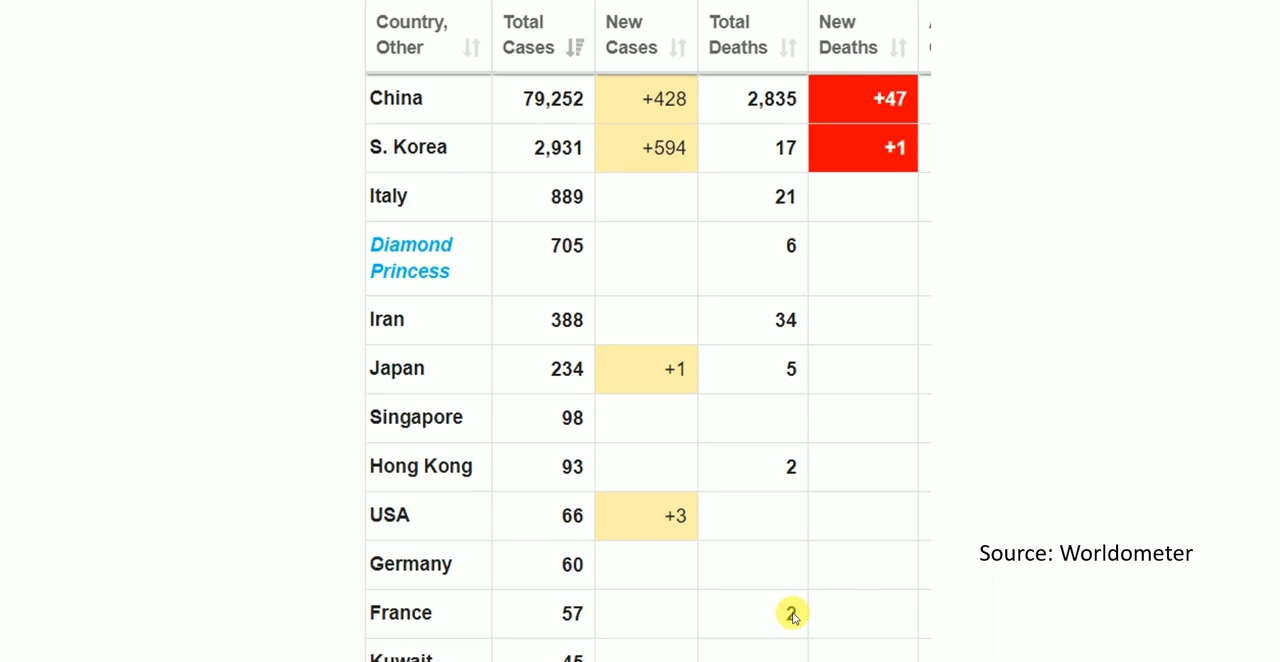 Country, Other Total Cases New Cases Total Deaths New Deaths
China 79,252 +428 2,835 +47
S. Korea 2,931 +594 17 +1
Italy 889 21
Diamond Princess 705 6
Iran 388 34
Japan 234 +1 5
Singapore 98
Hong Kong 93 2
USA 66 +3
Germany 60
Source: Worldometer
France 57 2
Kuwait 45